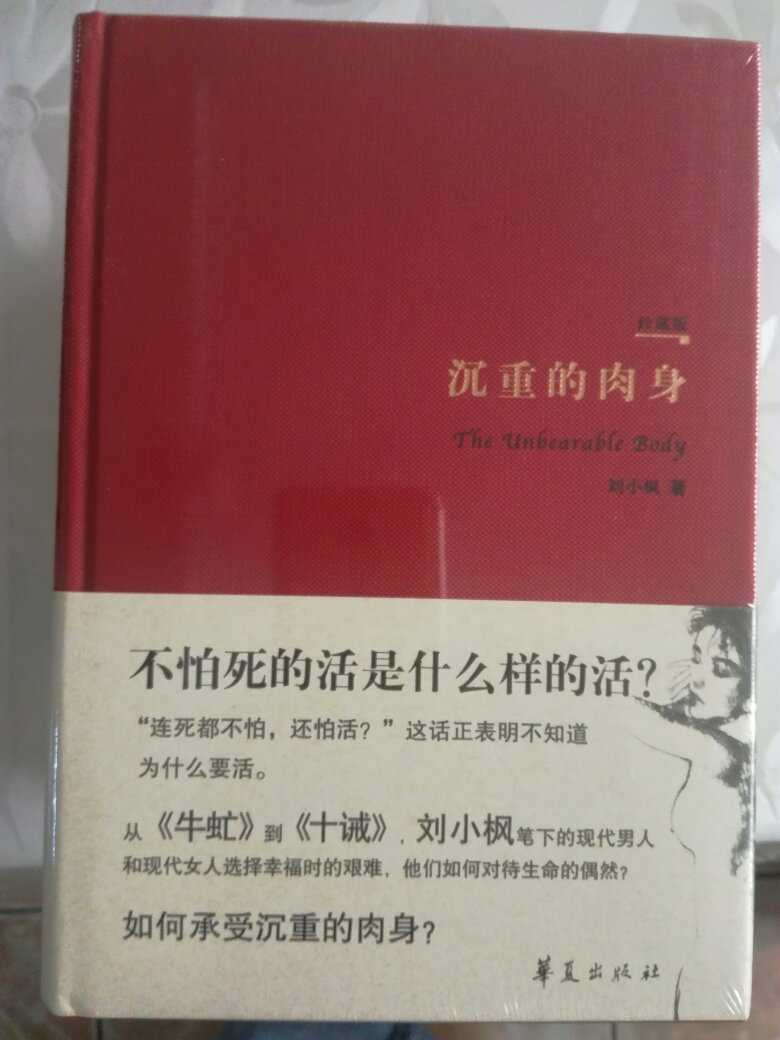 珍藏版
沉重的肉身
The Unbearable Body
刘小枫 著
不怕死的活是什么样的活？
“连死都不怕，还怕活？”这话正表明不知道
为什么要活。
从《牛虻》到《十诫》，刘小枫笔下的现代男人
和现代女人选择幸福时的艰难，他们如何对待生命的偶然？
如何承受沉重的肉身？
華夏出版社